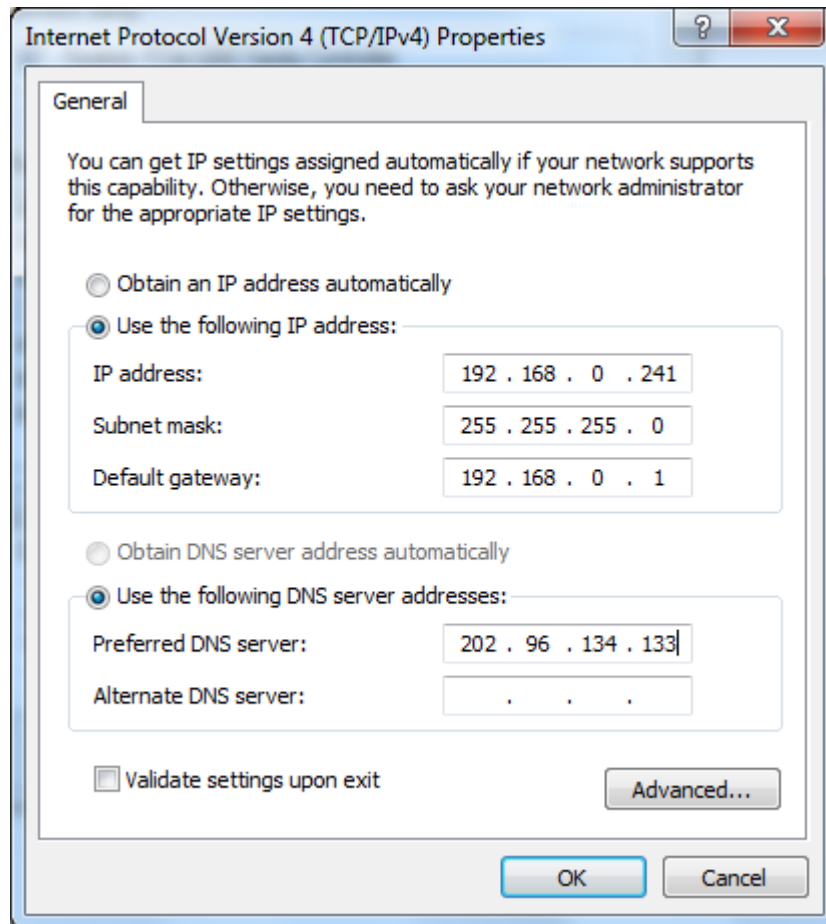 Internet Protocol Version 4 (TCP/IPv4) Properties
General
You can get IP settings assigned automatically if your network supports
this capability. Otherwise, you need to ask your network administrator
for the appropriate IP settings.
Obtain an IP address automatically
Use the following IP address:
IP address: 192 . 168 . 0 . 241
Subnet mask: 255 . 255 . 255 . 0
Default gateway: 192 . 168 . 0 . 1
Obtain DNS server address automatically
Use the following DNS server addresses:
Preferred DNS server: 202 . 96 . 134 . 133
Alternate DNS server: . . .
Validate settings upon exit
Advanced...
OK Cancel